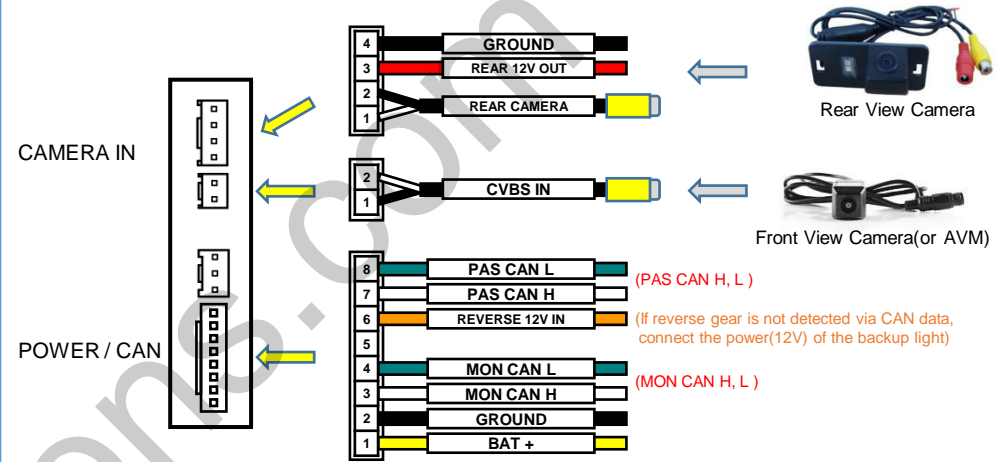 CAMERA IN
4 GROUND
3 REAR 12V OUT
2
REAR CAMERA
1
Rear View Camera
2
CVBS IN
1
Front View Camera(or AVM)
POWER / CAN
8 PAS CAN L
(PAS CAN H, L )
7 PAS CAN H
6 REVERSE 12V IN (If reverse gear is not detected via CAN data,
connect the power(12V) of the backup light)
5
4 MON CAN L
(MON CAN H, L )
3 MON CAN H
2 GROUND
1 BAT +
ons.com